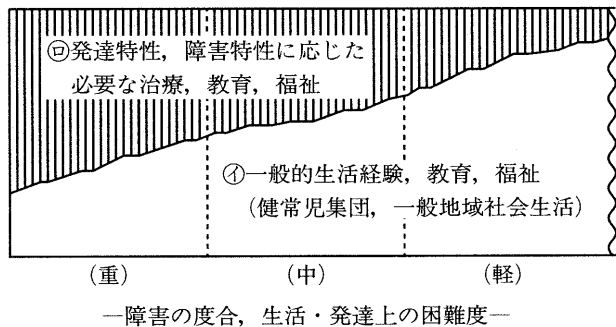 ㋺発達特性，障害特性に応じた
必要な治療，教育，福祉
㋑一般的生活経験，教育，福祉
（健常児集団，一般地域社会生活）
（重）
（中）
（軽）
―障害の度合，生活・発達上の困難度―